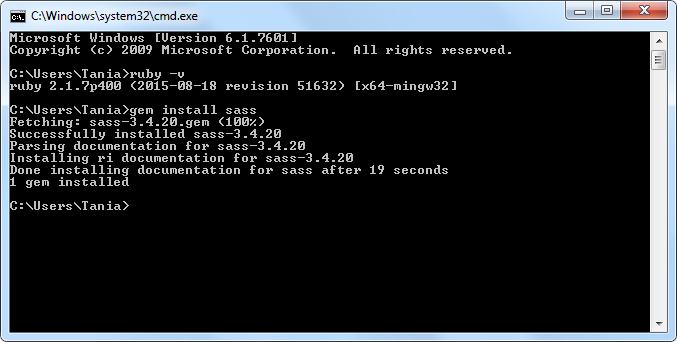 C:\Windows\system32\cmd.exe
Microsoft Windows [Version 6.1.7601]
Copyright (c) 2009 Microsoft Corporation.  All rights reserved.
C:\Users\Tania>ruby -v
ruby 2.1.7p400 (2015-08-18 revision 51632) [x64-mingw32]
C:\Users\Tania>gem install sass
Fetching: sass-3.4.20.gem (100%)
Successfully installed sass-3.4.20
Parsing documentation for sass-3.4.20
Installing ri documentation for sass-3.4.20
Done installing documentation for sass after 19 seconds
1 gem installed
C:\Users\Tania>